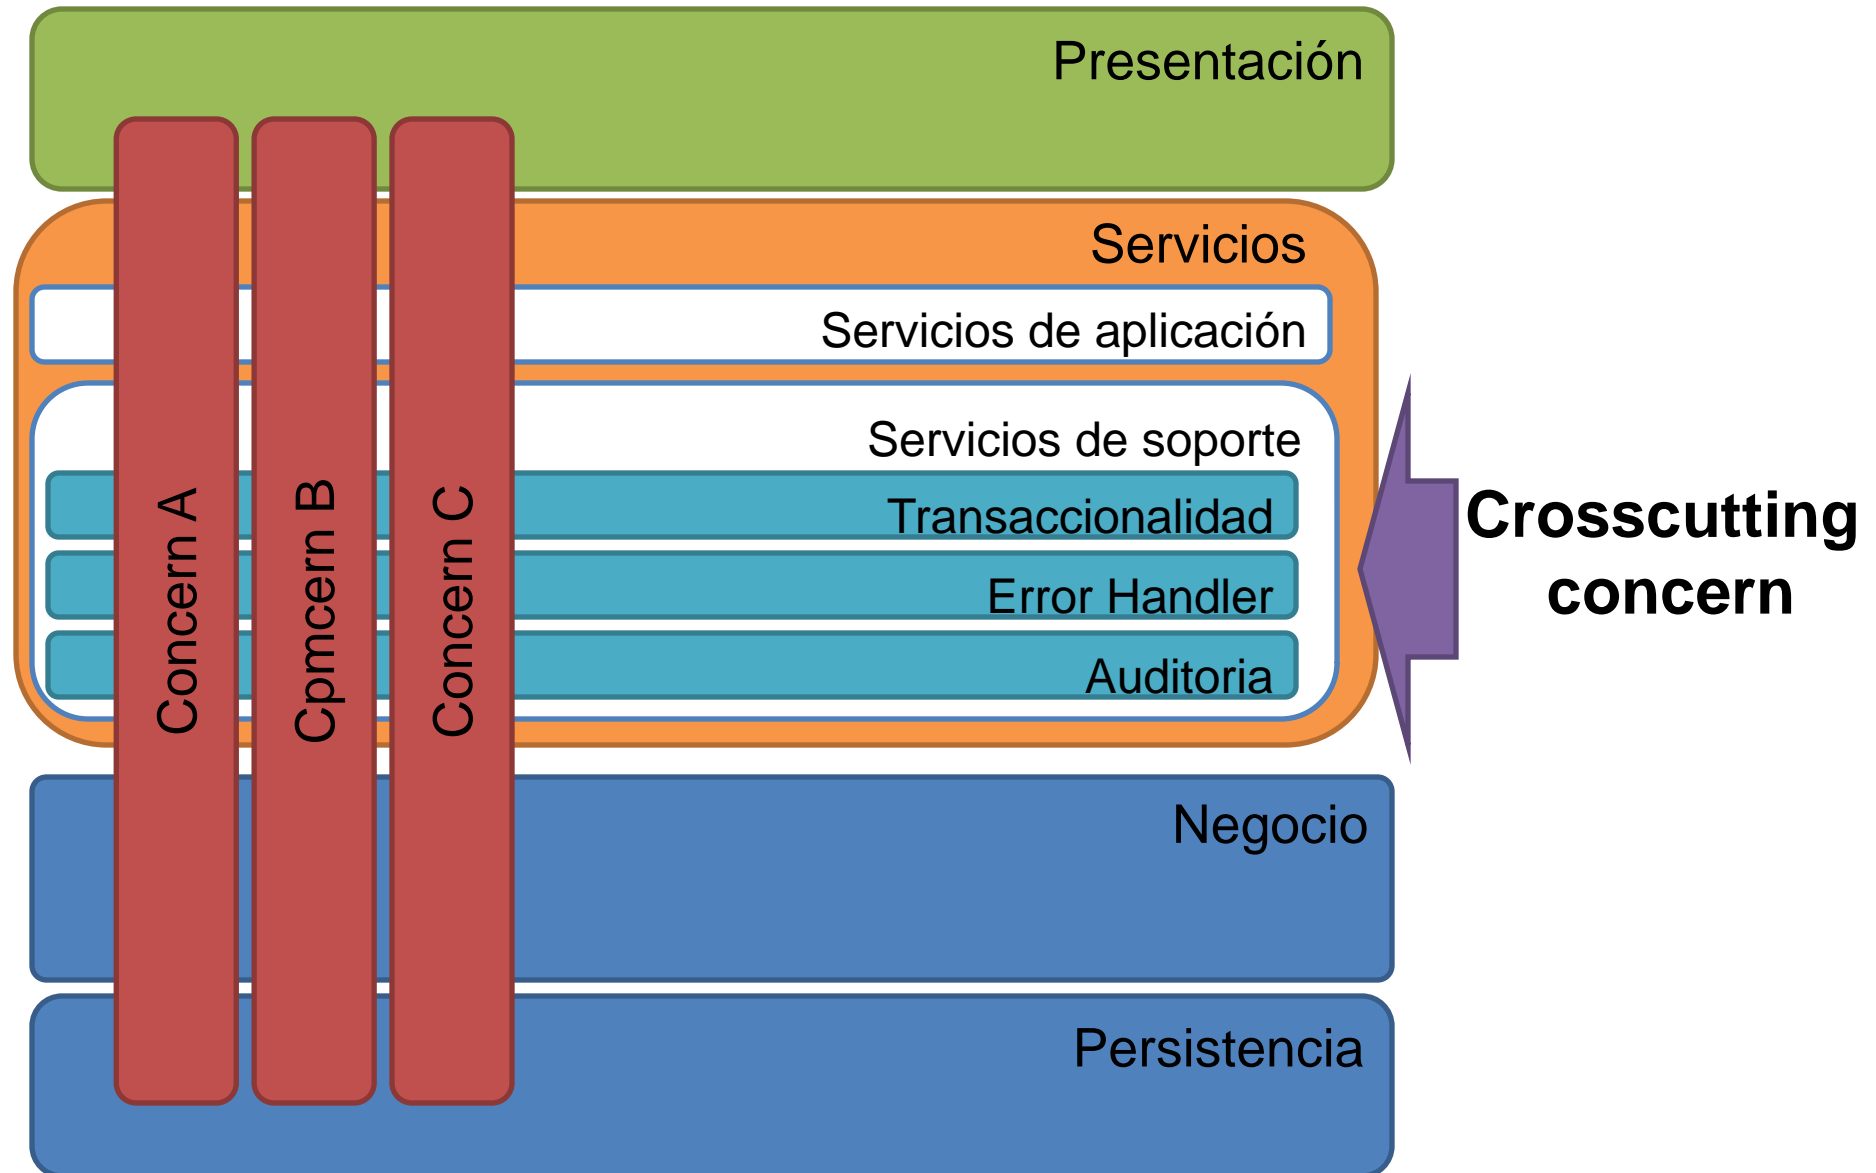 Presentación
Servicios
Servicios de aplicación
Servicios de soporte
Transaccionalidad
Error Handler
Auditoria
Concern A
Cpmcern B
Concern C
Crosscutting
concern
Negocio
Persistencia